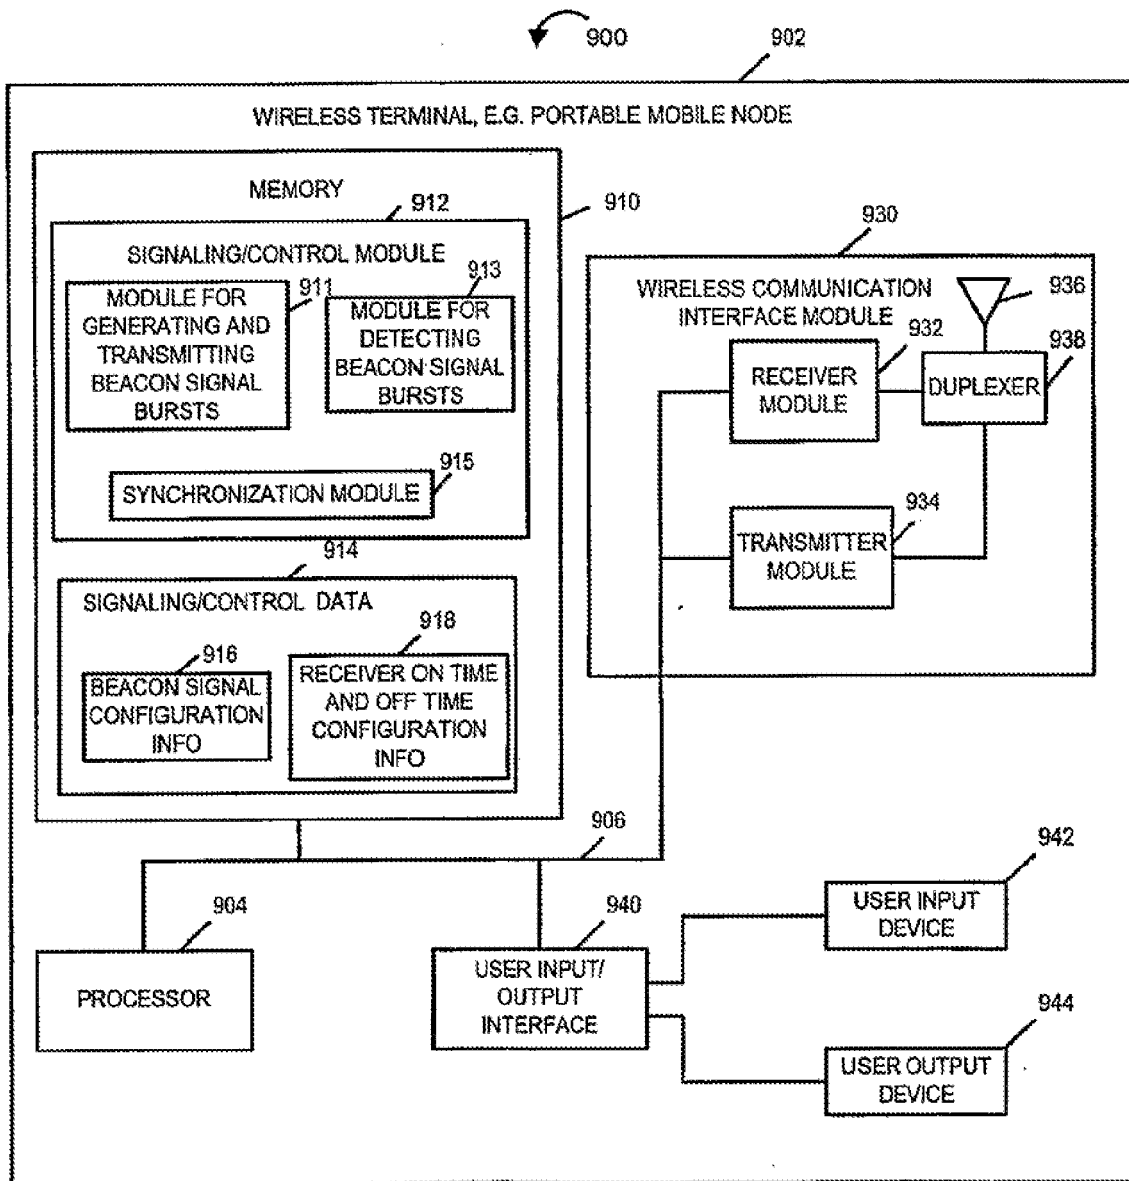 900
902
WIRELESS TERMINAL, E.G. PORTABLE MOBILE NODE
MEMORY
910
912
SIGNALING/CONTROL MODULE
911
MODULE FOR
GENERATING AND
TRANSMITTING
BEACON SIGNAL
BURSTS
913
MODULE FOR
DETECTING
BEACON SIGNAL
BURSTS
915
SYNCHRONIZATION MODULE
914
SIGNALING/CONTROL DATA
916
BEACON SIGNAL
CONFIGURATION
INFO
918
RECEIVER ON TIME
AND OFF TIME
CONFIGURATION
INFO
930
WIRELESS COMMUNICATION
INTERFACE MODULE
936
932
RECEIVER
MODULE
938
DUPLEXER
934
TRANSMITTER
MODULE
906
904
PROCESSOR
940
USER INPUT/
OUTPUT
INTERFACE
942
USER INPUT
DEVICE
944
USER OUTPUT
DEVICE